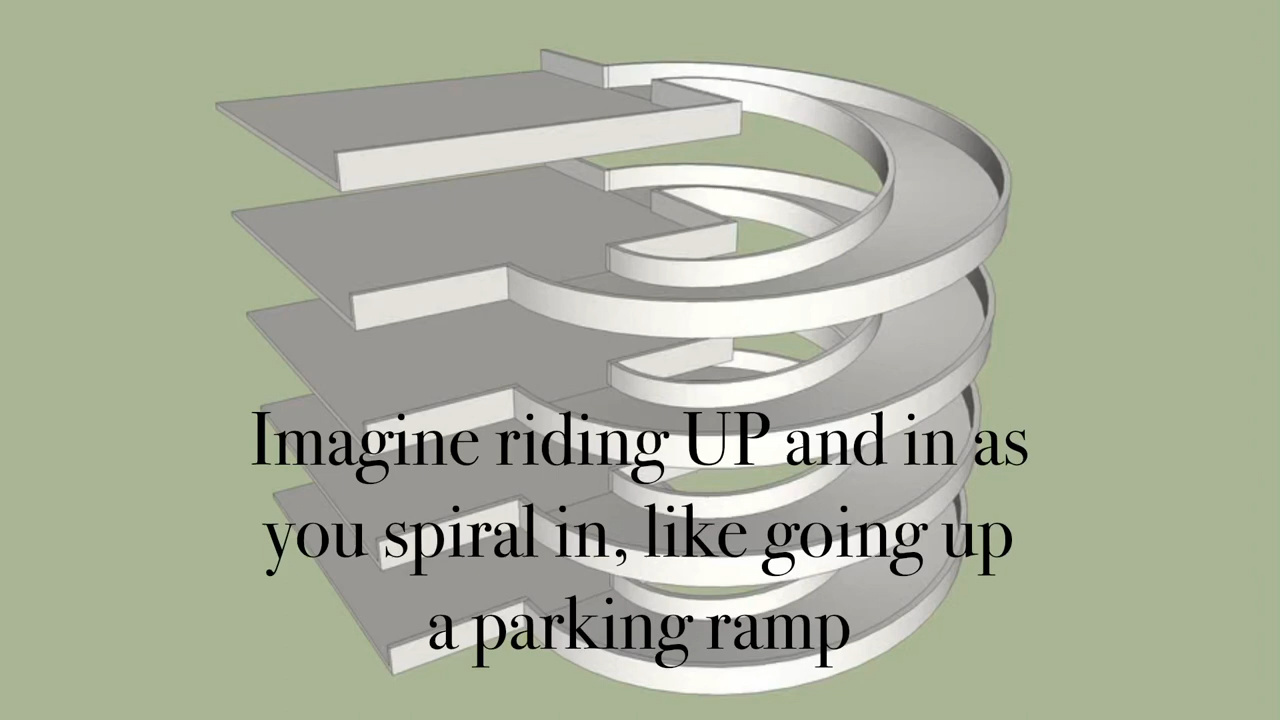 Imagine riding UP and in as
you spiral in, like going up
a parking ramp